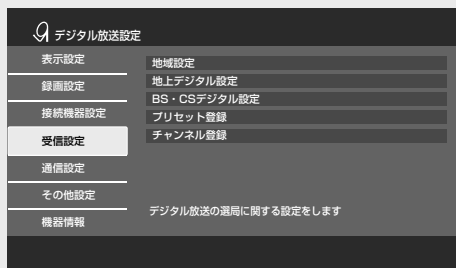 デジタル放送設定
表示設定
録画設定
接続機器設定
受信設定
通信設定
その他設定
機器情報
地域設定
地上デジタル設定
BS・CSデジタル設定
プリセット登録
チャンネル登録
デジタル放送の選局に関する設定をします